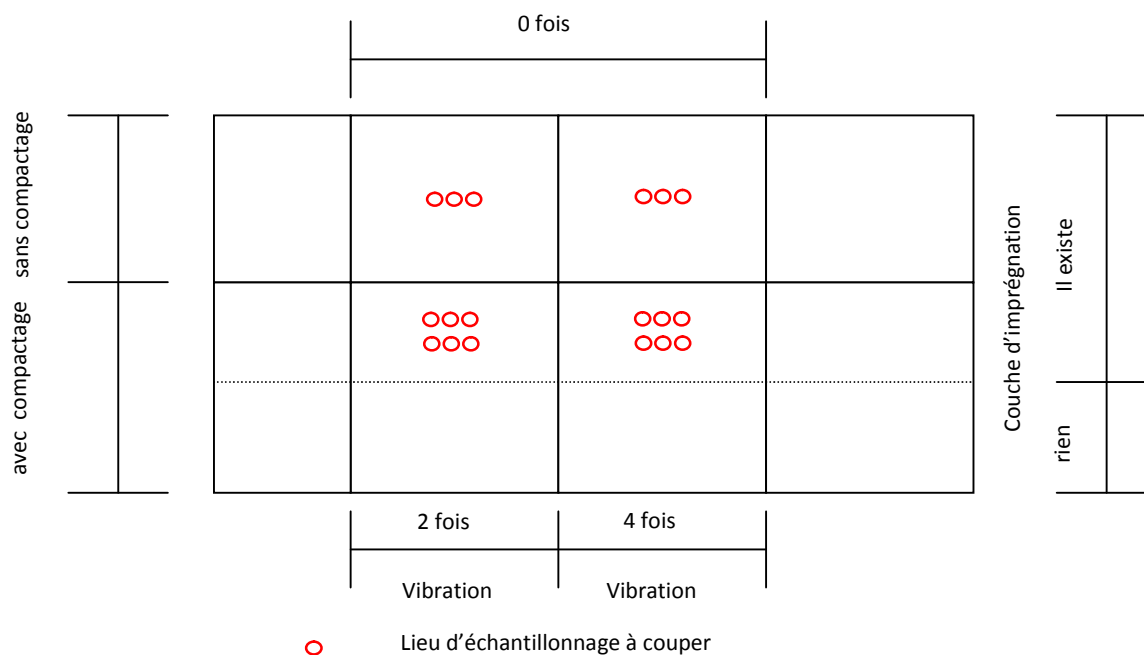 0 fois
sans compactage
avec compactage
Couche d’imprégnation
Il existe
rien
2 fois
4 fois
Vibration
Vibration
Lieu d’échantillonnage à couper